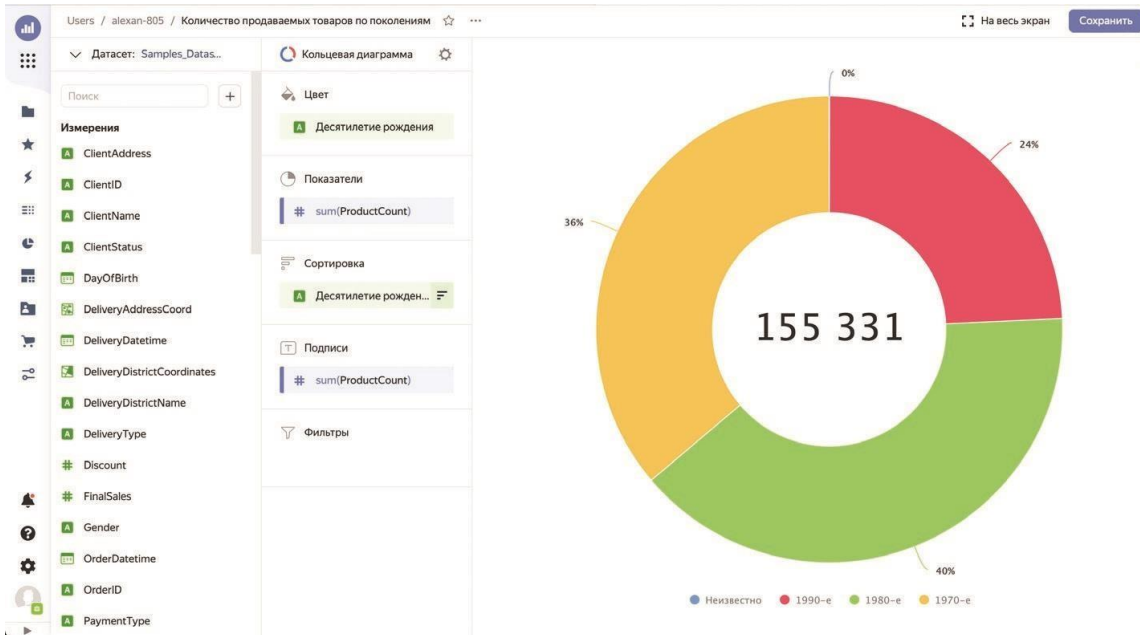 Users / alexan-805 / Количество продаваемых товаров по поколениям
На весь экран
Сохранить
Датасет: Samples_Datas...
Поиск
+
Измерения
ClientAddress
ClientID
ClientName
ClientStatus
DayOfBirth
DeliveryAddressCoord
DeliveryDatetime
DeliveryDistrictCoordinates
DeliveryDistrictName
DeliveryType
Discount
FinalSales
Gender
OrderDatetime
OrderID
PaymentType
Кольцевая диаграмма
Цвет
Десятилетие рождения
Показатели
sum(ProductCount)
Сортировка
Десятилетие рожден...
Подписи
sum(ProductCount)
Фильтры
0%
24%
36%
155 331
40%
Неизвестно 1990-е 1980-е 1970-е